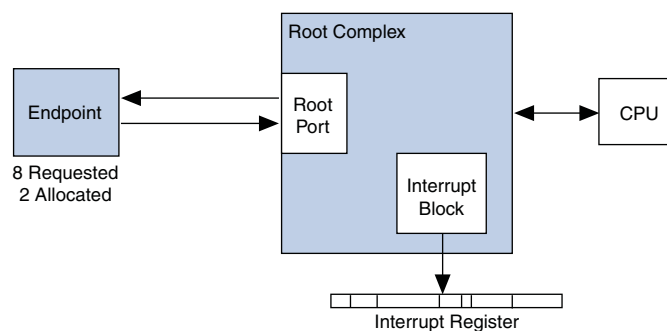 Root Complex
Endpoint
8 Requested
2 Allocated
Root
Port
Interrupt
Block
CPU
Interrupt Register